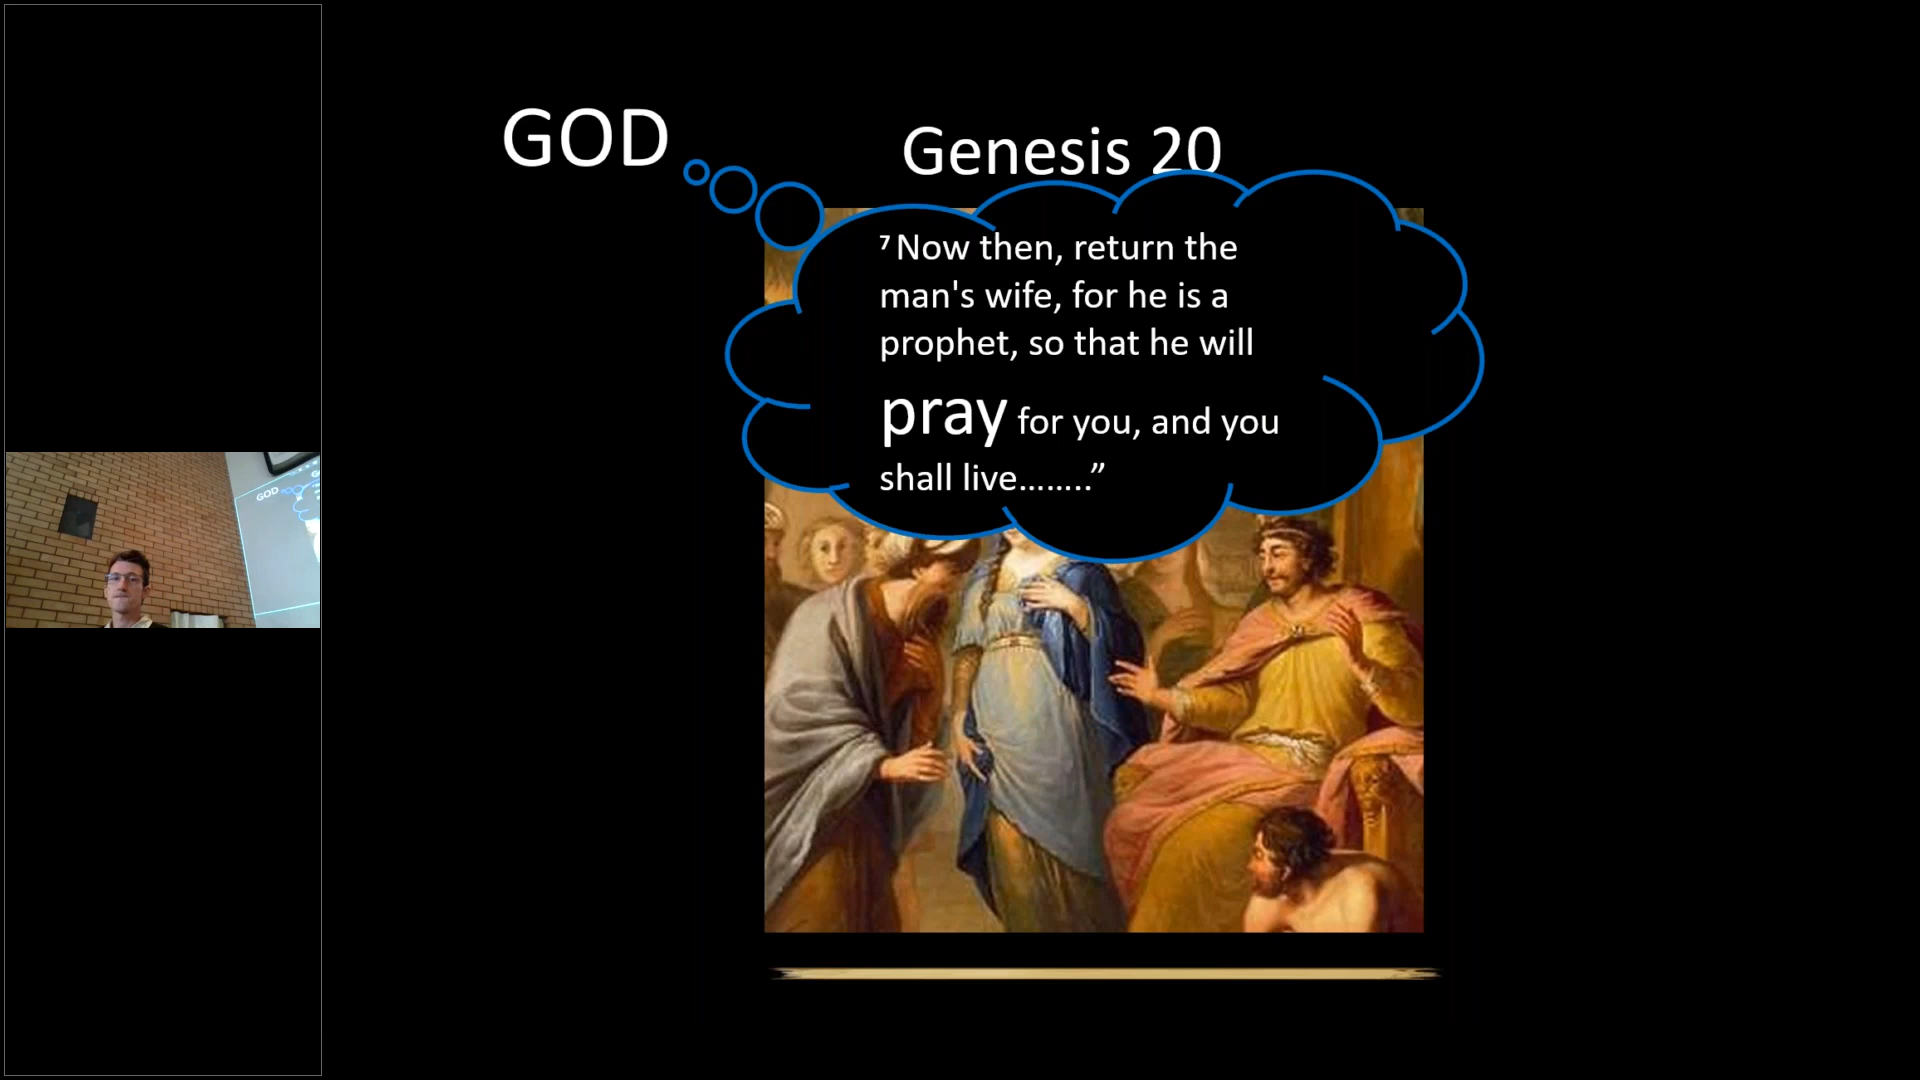 GOD
Genesis 20
⁷ Now then, return the
man's wife, for he is a
prophet, so that he will
pray for you, and you
shall live……..”
GOD